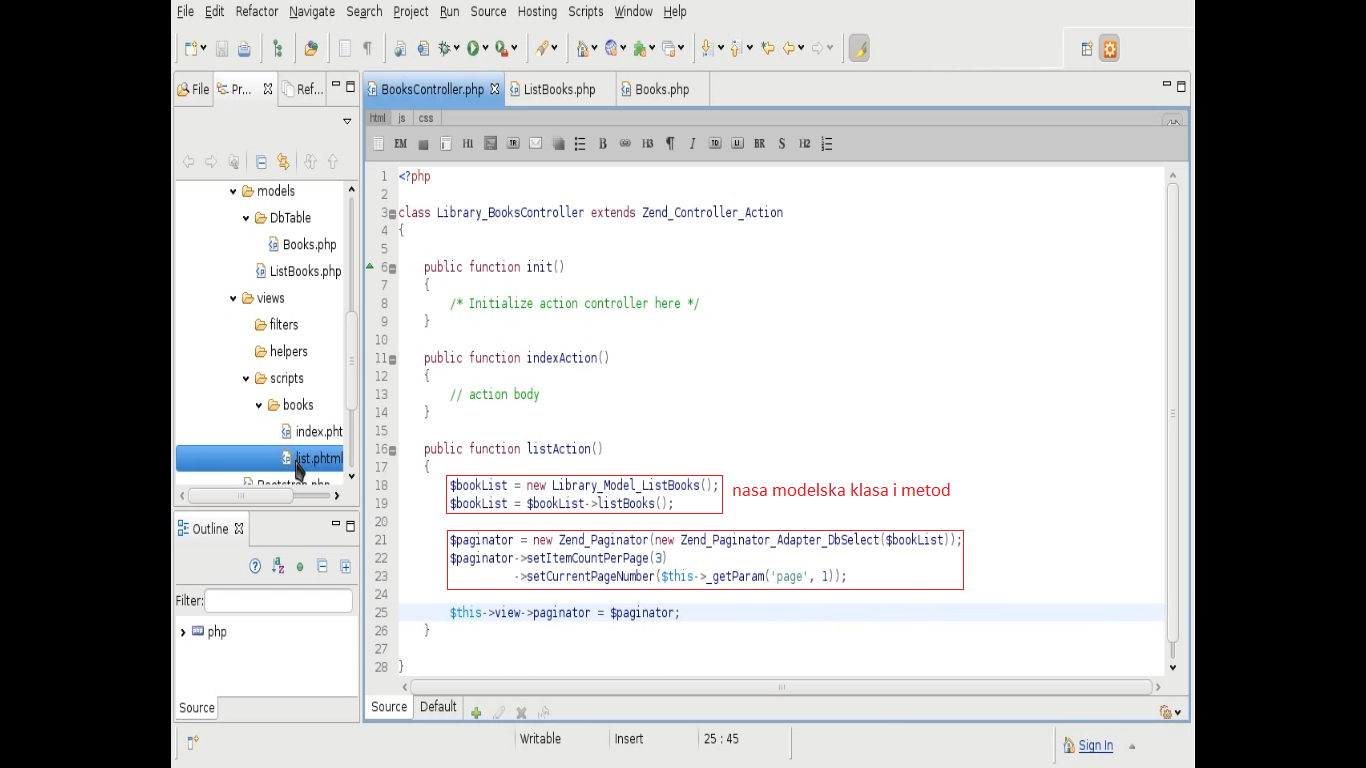 File Edit Refactor Navigate Search Project Run Source Hosting Scripts Window Help
File Pr... Ref...
BooksController.php ListBooks.php Books.php
html js css
EM H1 TR B H3 I TD LI BR S H2
models
DbTable
Books.php
ListBooks.php
views
filters
helpers
scripts
books
index.pht
list.phtml
Bootstrap.php
Outline
Filter:
php
Source
1 <?php
2
3 class Library_BooksController extends Zend_Controller_Action
4 {
5
6 public function init()
7 {
8 /* Initialize action controller here */
9 }
10
11 public function indexAction()
12 {
13 // action body
14 }
15
16 public function listAction()
17 {
18 $bookList = new Library_Model_ListBooks();
19 $bookList = $bookList->listBooks();
nasa modelska klasa i metod
20
21 $paginator = new Zend_Paginator(new Zend_Paginator_Adapter_DbSelect($bookList));
22 $paginator->setItemCountPerPage(3)
23 ->setCurrentPageNumber($this->_getParam('page', 1));
24
25 $this->view->paginator = $paginator;
26 }
27
28 }
Source Default
Writable Insert 25 : 45 Sign In